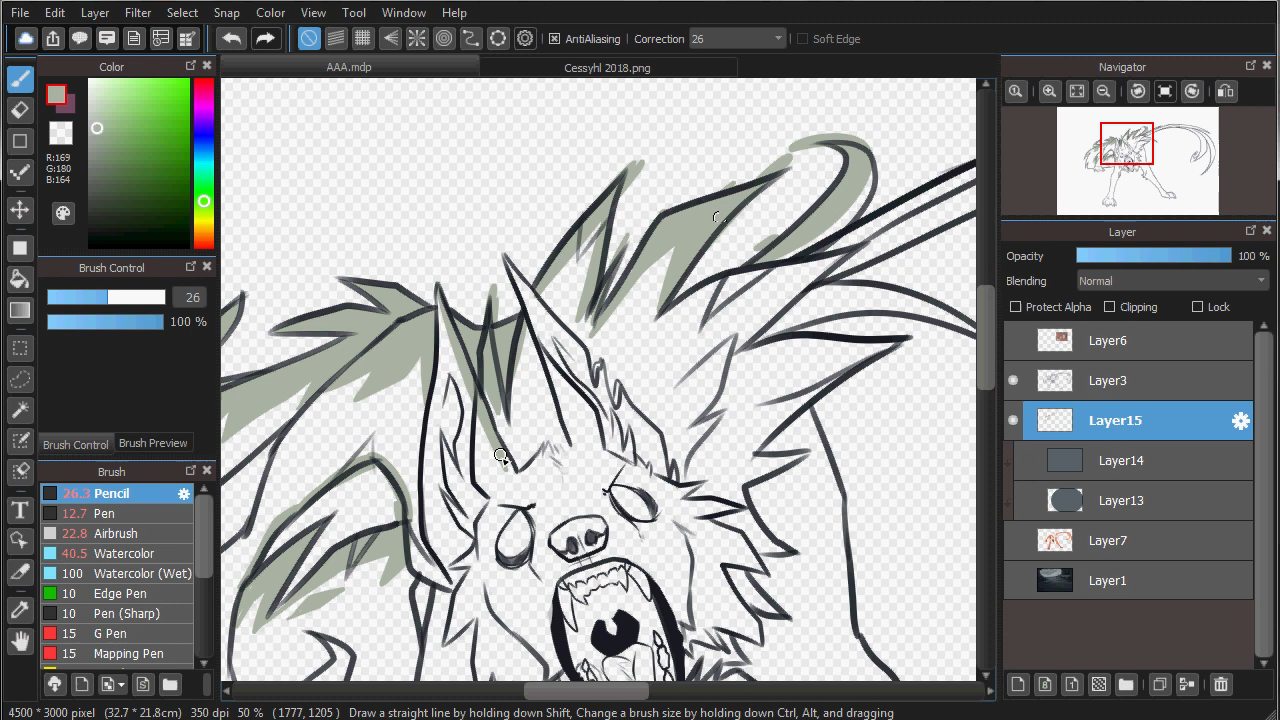 File Edit Layer Filter Select Snap Color View Tool Window Help
AntiAliasing Correction 26 Soft Edge
Color
AAA.mdp Cessyhl 2018.png
Navigator
R:169
G:180
B:164
Brush Control
26
100 %
Brush Control Brush Preview
Brush
26.3 Pencil
12.7 Pen
22.8 Airbrush
40.5 Watercolor
100 Watercolor (Wet)
10 Edge Pen
10 Pen (Sharp)
15 G Pen
15 Mapping Pen
Layer
Opacity 100 %
Blending Normal
Protect Alpha Clipping Lock
Layer6
Layer3
Layer15
Layer14
Layer13
Layer7
Layer1
4500 * 3000 pixel (32.7 * 21.8cm) 350 dpi 50 % ( 1777, 1205 ) Draw a straight line by holding down Shift, Change a brush size by holding down Ctrl, Alt, and dragging